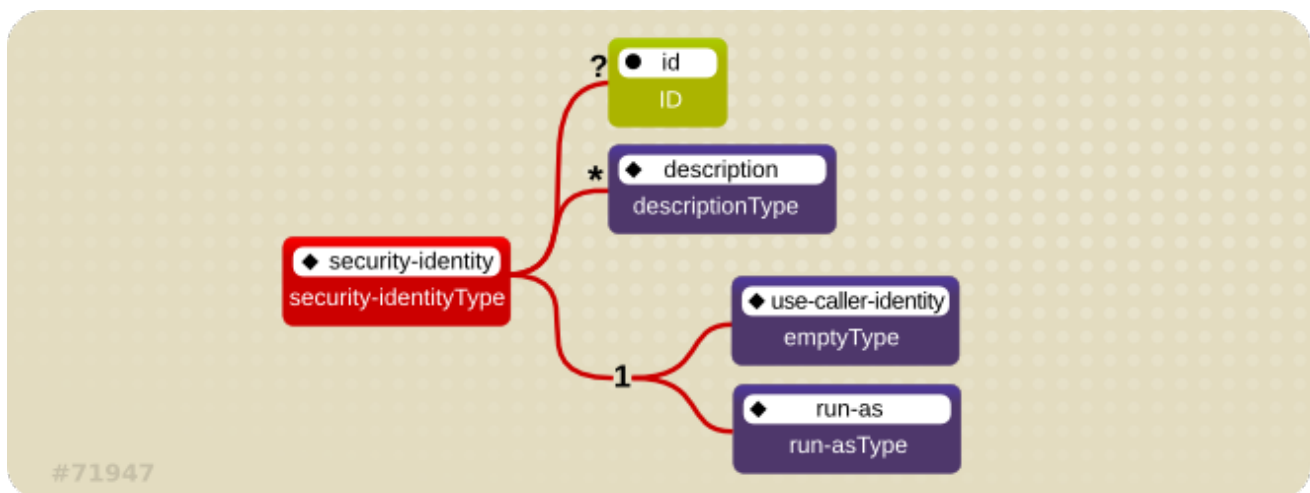 ?
id
ID
*
description
descriptionType
security-identity
security-identityType
use-caller-identity
emptyType
1
run-as
run-asType
#71947